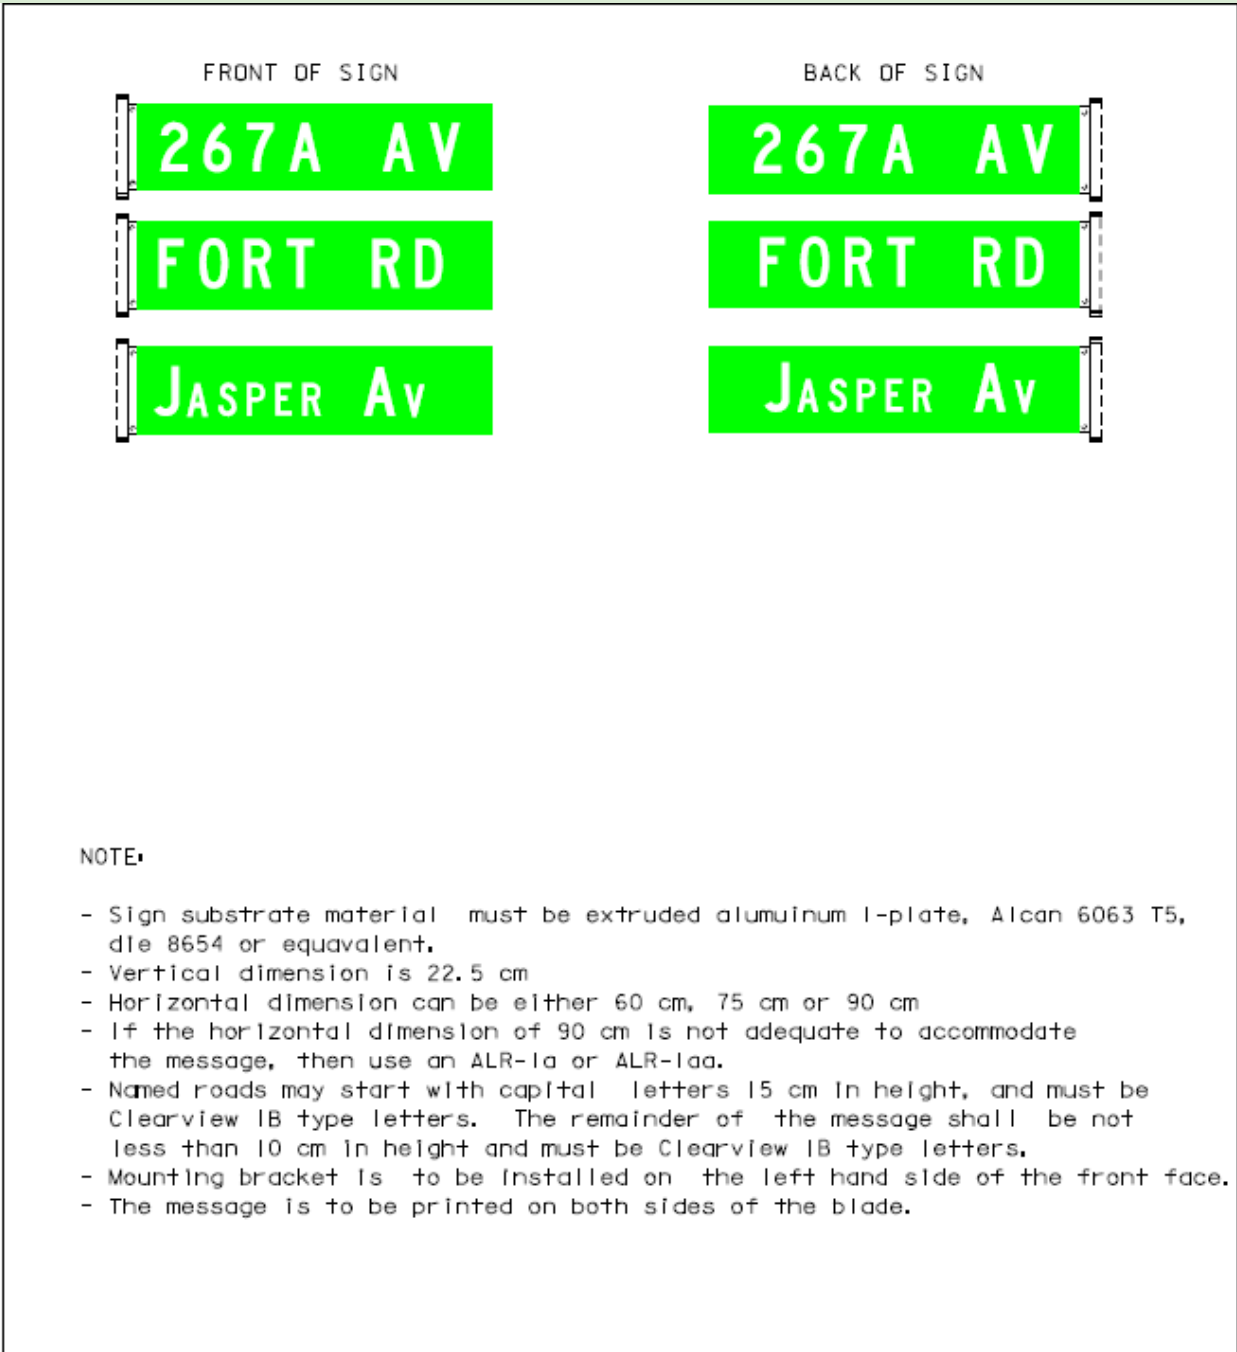 FRONT OF SIGN
BACK OF SIGN
267A AV
267A AV
FORT RD
FORT RD
JASPER AV
JASPER AV
NOTE:
- Sign substrate material must be extruded alumuinum I-plate, Alcan 6063 T5,
die 8654 or equavalent.
- Vertical dimension is 22.5 cm
- Horizontal dimension can be either 60 cm, 75 cm or 90 cm
- If the horizontal dimension of 90 cm is not adequate to accommodate
the message, then use an ALR-1a or ALR-1aa.
- Named roads may start with capital letters 15 cm in height, and must be
Clearview 1B type letters. The remainder of the message shall be not
less than 10 cm in height and must be Clearview 1B type letters.
- Mounting bracket is to be installed on the left hand side of the front face.
- The message is to be printed on both sides of the blade.